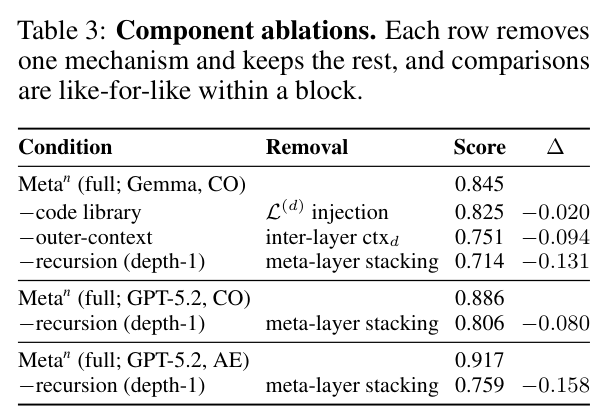 Table 3: Component ablations. Each row removes
one mechanism and keeps the rest, and comparisons
are like-for-like within a block.
Condition Removal Score Δ
Metaⁿ (full; Gemma, CO) 0.845
−code library ℒ⁽ᵈ⁾ injection 0.825 −0.020
−outer-context inter-layer ctx_d 0.751 −0.094
−recursion (depth-1) meta-layer stacking 0.714 −0.131
Metaⁿ (full; GPT-5.2, CO) 0.886
−recursion (depth-1) meta-layer stacking 0.806 −0.080
Metaⁿ (full; GPT-5.2, AE) 0.917
−recursion (depth-1) meta-layer stacking 0.759 −0.158